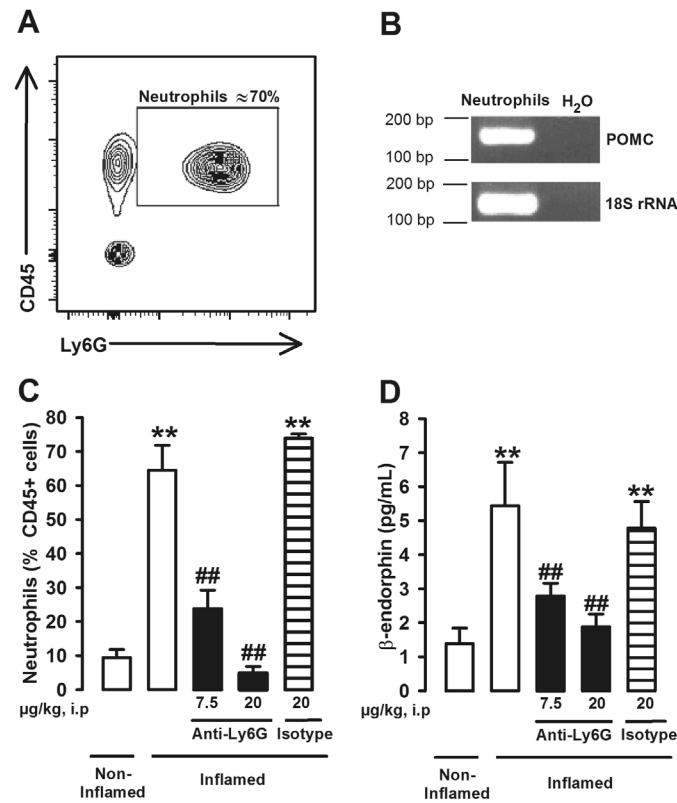 A
Neutrophils ≈70%
CD45
Ly6G
B
Neutrophils H₂O
200 bp
100 bp
POMC
200 bp
100 bp
18S rRNA
C
Neutrophils (% CD45+ cells)
80
70
60
50
40
30
20
10
0
**
##
##
**
µg/kg, i.p
7.5 20 20
Anti-Ly6G Isotype
Non-
Inflamed
Inflamed
D
β-endorphin (pg/mL)
8
7
6
5
4
3
2
1
0
**
##
##
**
µg/kg, i.p
7.5 20 20
Anti-Ly6G Isotype
Non-
Inflamed
Inflamed